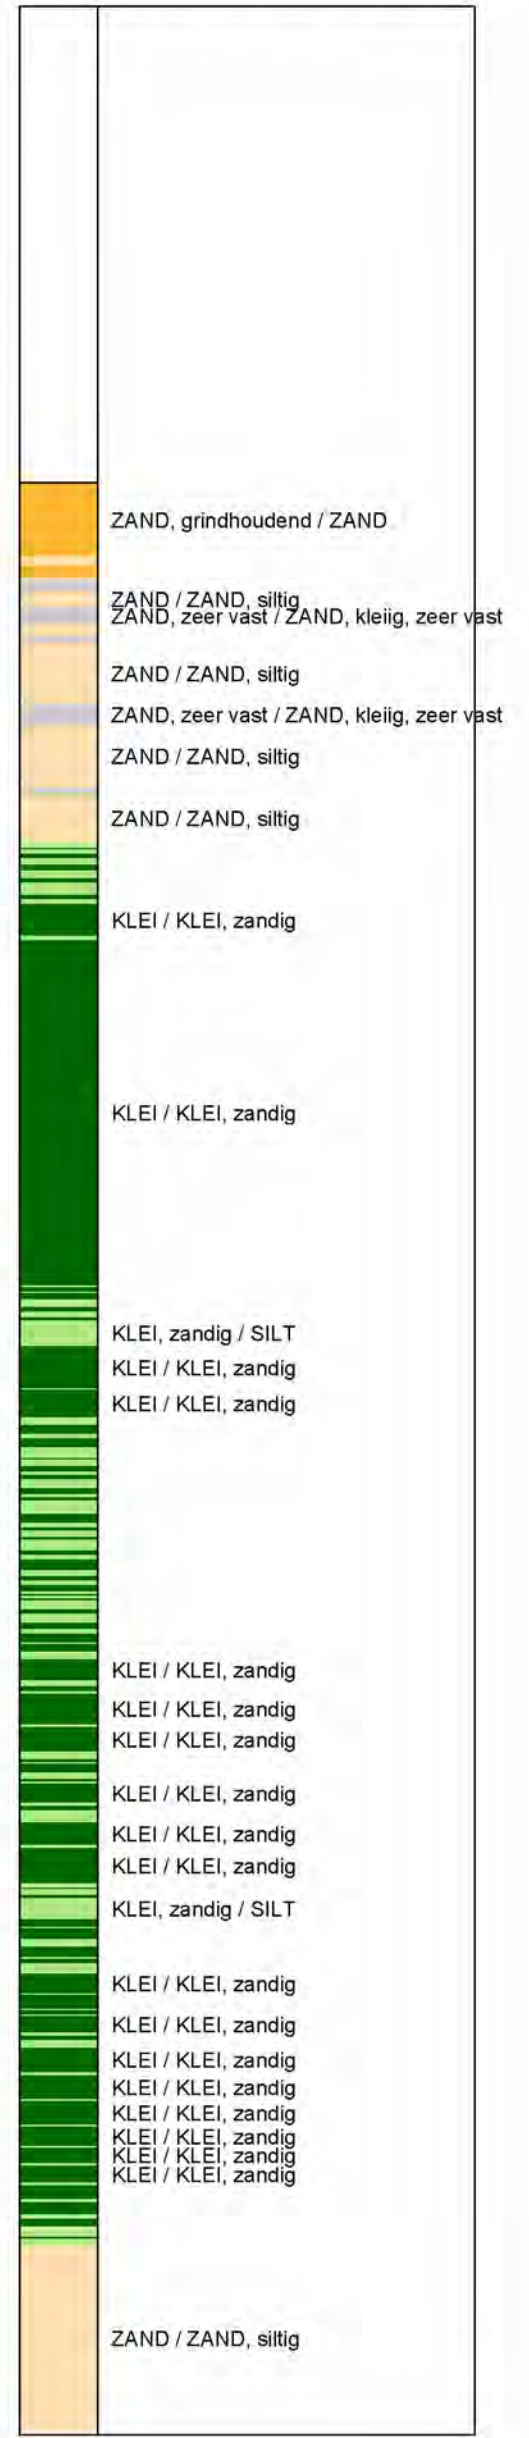 ZAND, grindhoudend / ZAND
ZAND / ZAND, siltig
ZAND, zeer vast / ZAND, kleiig, zeer vast
ZAND / ZAND, siltig
ZAND, zeer vast / ZAND, kleiig, zeer vast
ZAND / ZAND, siltig
ZAND / ZAND, siltig
KLEI / KLEI, zandig
KLEI / KLEI, zandig
KLEI, zandig / SILT
KLEI / KLEI, zandig
KLEI / KLEI, zandig
KLEI / KLEI, zandig
KLEI / KLEI, zandig
KLEI / KLEI, zandig
KLEI / KLEI, zandig
KLEI / KLEI, zandig
KLEI / KLEI, zandig
KLEI, zandig / SILT
KLEI / KLEI, zandig
KLEI / KLEI, zandig
KLEI / KLEI, zandig
KLEI / KLEI, zandig
KLEI / KLEI, zandig
KLEI / KLEI, zandig
KLEI / KLEI, zandig
KLEI / KLEI, zandig
ZAND / ZAND, siltig